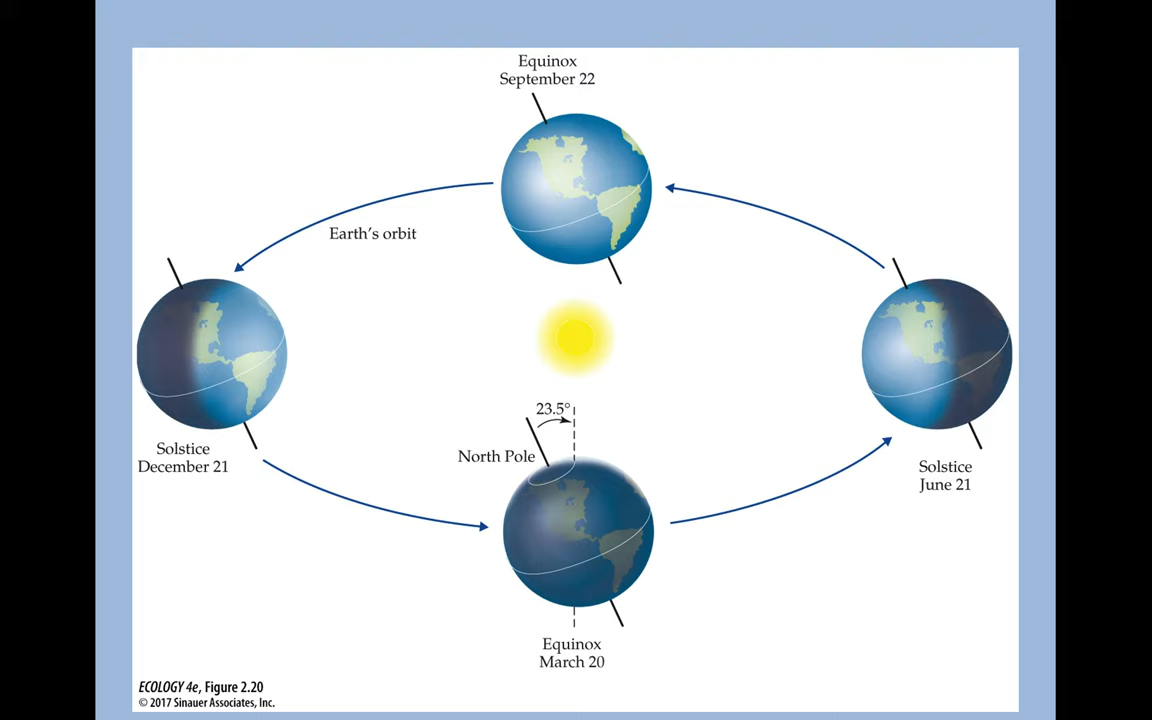 Equinox
September 22
Earth's orbit
23.5°
North Pole
Solstice
December 21
Solstice
June 21
Equinox
March 20
ECOLOGY 4e, Figure 2.20
© 2017 Sinauer Associates, Inc.